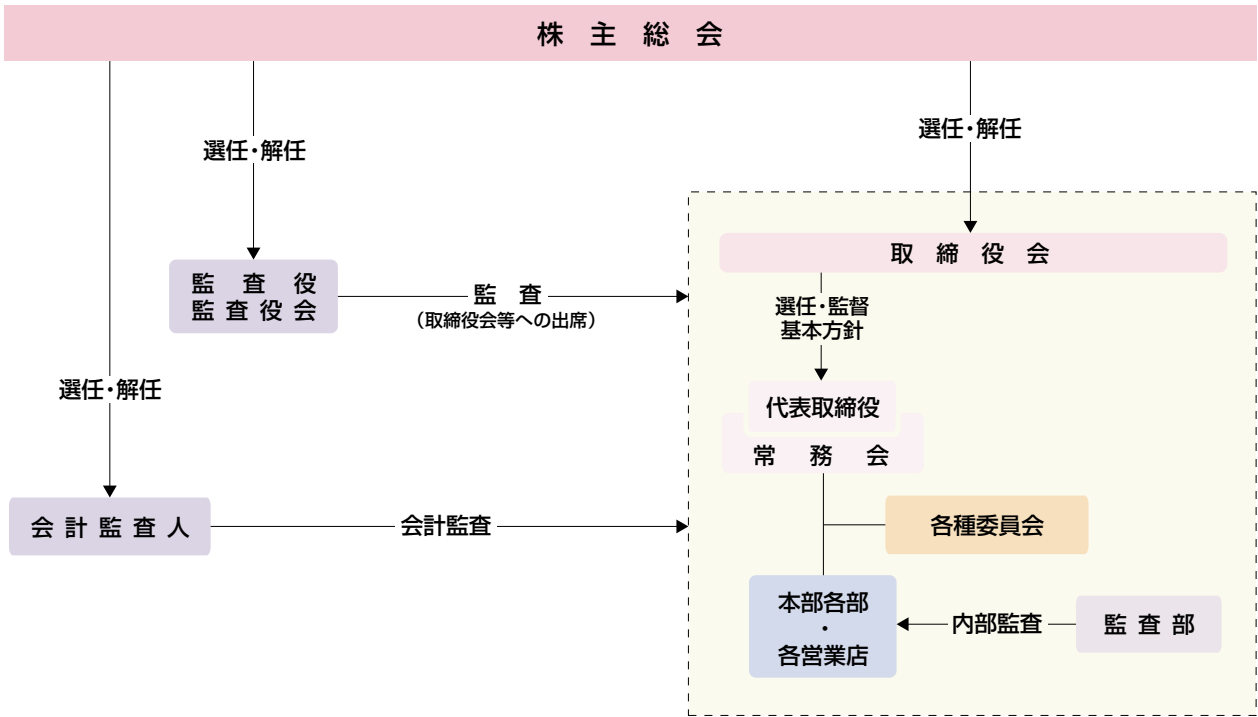 株主総会
選任・解任
選任・解任
取締役会
監査役
監査役会
監査
（取締役会等への出席）
選任・監督
基本方針
選任・解任
代表取締役
常務会
会計監査人
会計監査
各種委員会
本部各部
・
各営業店
内部監査
監査部